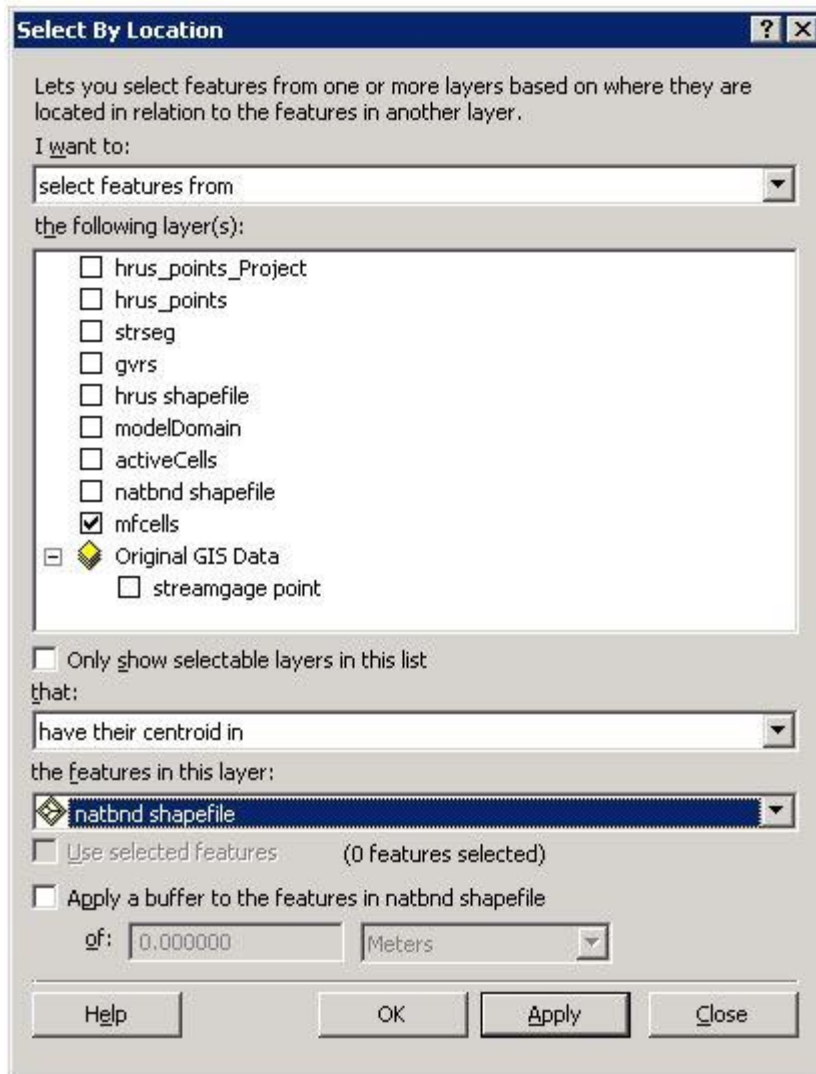 Select By Location
Lets you select features from one or more layers based on where they are
located in relation to the features in another layer.
I want to:
select features from
the following layer(s):
hrus_points_Project
hrus_points
strseg
gvrs
hrus shapefile
modelDomain
activeCells
natbnd shapefile
mfcells
Original GIS Data
streamgage point
Only show selectable layers in this list
that:
have their centroid in
the features in this layer:
natbnd shapefile
Use selected features (0 features selected)
Apply a buffer to the features in natbnd shapefile
of: 0.000000 Meters
Help OK Apply Close